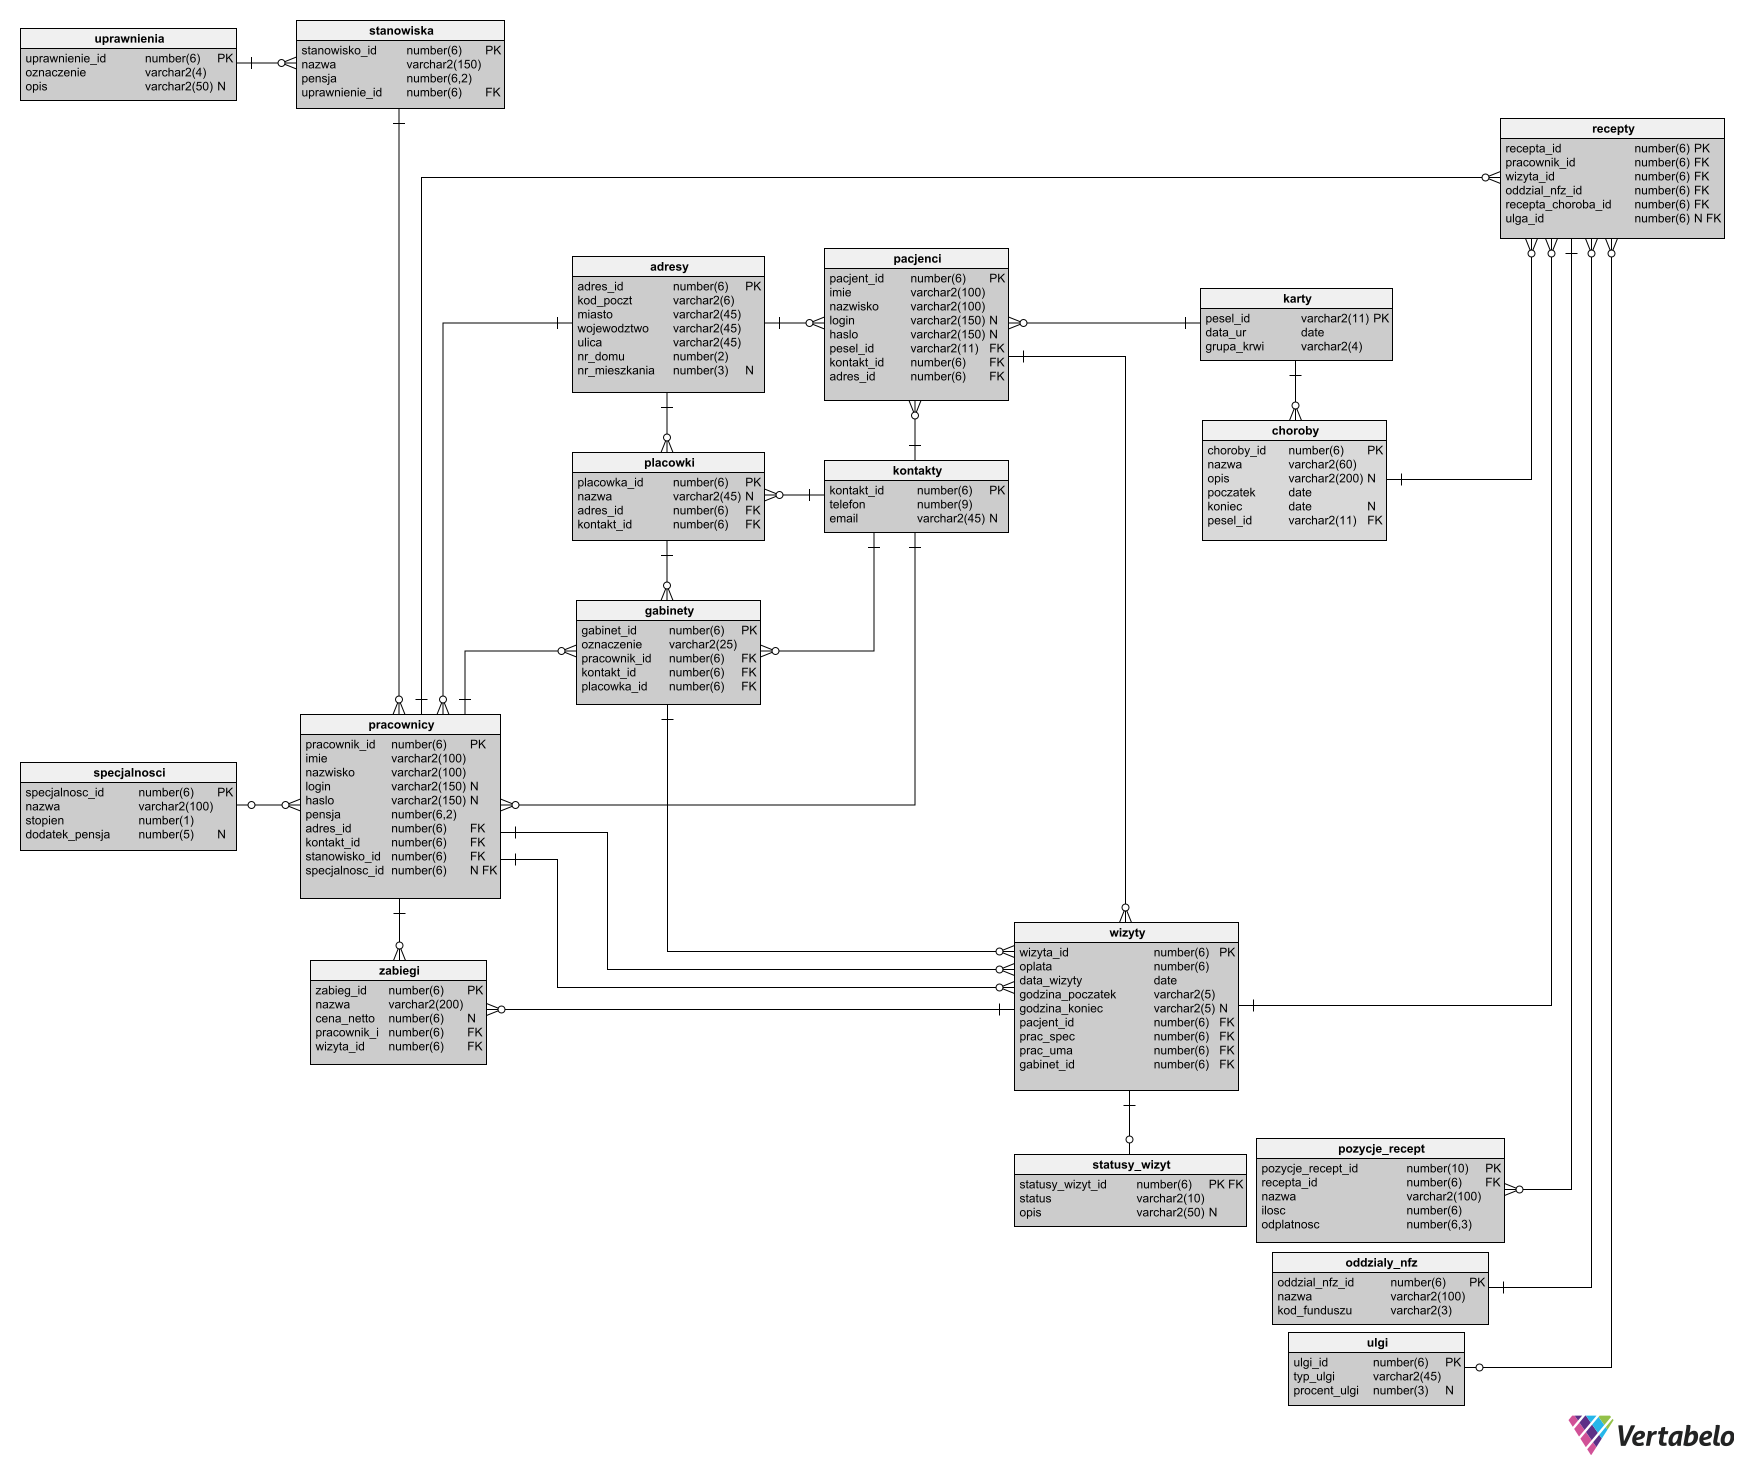 uprawnienia
uprawnienie_id number(6) PK
oznaczenie varchar2(4)
opis varchar2(50) N
stanowiska
stanowisko_id number(6) PK
nazwa varchar2(150)
pensja number(6,2)
uprawnienie_id number(6) FK
recepty
recepta_id number(6) PK
pracownik_id number(6) FK
wizyta_id number(6) FK
oddzial_nfz_id number(6) FK
recepta_choroba_id number(6) FK
ulga_id number(6) N FK
adresy
adres_id number(6) PK
kod_poczt varchar2(6)
miasto varchar2(45)
wojewodztwo varchar2(45)
ulica varchar2(45)
nr_domu number(2)
nr_mieszkania number(3) N
pacjenci
pacjent_id number(6) PK
imie varchar2(100)
nazwisko varchar2(100)
login varchar2(150) N
haslo varchar2(150) N
pesel_id varchar2(11) FK
kontakt_id number(6) FK
adres_id number(6) FK
karty
pesel_id varchar2(11) PK
data_ur date
grupa_krwi varchar2(4)
choroby
choroby_id number(6) PK
nazwa varchar2(60)
opis varchar2(200) N
poczatek date
koniec date N
pesel_id varchar2(11) FK
placowki
placowka_id number(6) PK
nazwa varchar2(45) N
adres_id number(6) FK
kontakt_id number(6) FK
kontakty
kontakt_id number(6) PK
telefon number(9)
email varchar2(45) N
gabinety
gabinet_id number(6) PK
oznaczenie varchar2(25)
pracownik_id number(6) FK
kontakt_id number(6) FK
placowka_id number(6) FK
pracownicy
pracownik_id number(6) PK
imie varchar2(100)
nazwisko varchar2(100)
login varchar2(150) N
haslo varchar2(150) N
pensja number(6,2)
adres_id number(6) FK
kontakt_id number(6) FK
stanowisko_id number(6) FK
specjalnosc_id number(6) N FK
specjalnosci
specjalnosc_id number(6) PK
nazwa varchar2(100)
stopien number(1)
dodatek_pensja number(5) N
zabiegi
zabieg_id number(6) PK
nazwa varchar2(200)
cena_netto number(6) N
pracownik_i number(6) FK
wizyta_id number(6) FK
wizyty
wizyta_id number(6) PK
oplata number(6)
data_wizyty date
godzina_poczatek varchar2(5)
godzina_koniec varchar2(5) N
pacjent_id number(6) FK
prac_spec number(6) FK
prac_uma number(6) FK
gabinet_id number(6) FK
statusy_wizyt
statusy_wizyt_id number(6) PK FK
status varchar2(10)
opis varchar2(50) N
pozycje_recept
pozycje_recept_id number(10) PK
recepta_id number(6) FK
nazwa varchar2(100)
ilosc number(6)
odplatnosc number(6,3)
oddzialy_nfz
oddzial_nfz_id number(6) PK
nazwa varchar2(100)
kod_funduszu varchar2(3)
ulgi
ulgi_id number(6) PK
typ_ulgi varchar2(45)
procent_ulgi number(3) N
Vertabelo